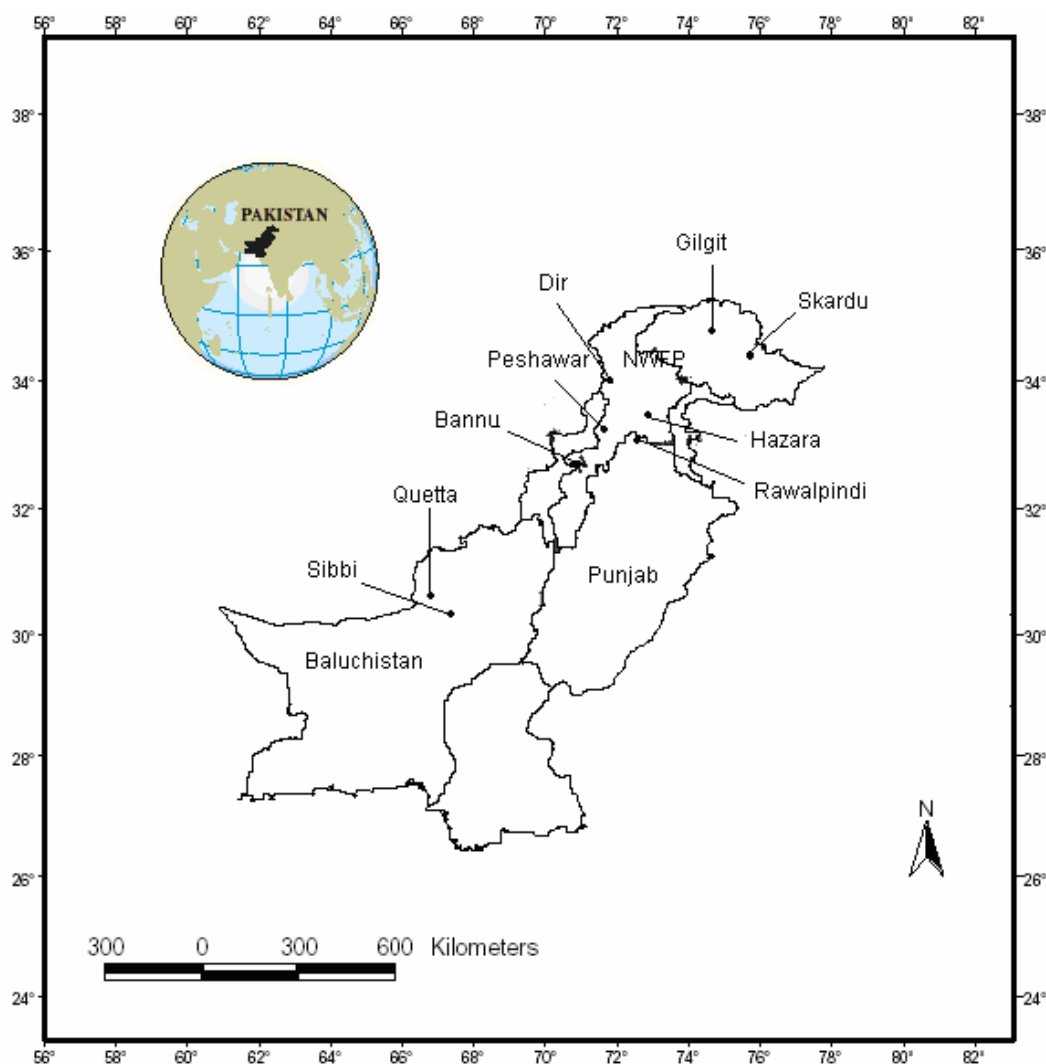 56° 58° 60° 62° 64° 66° 68° 70° 72° 74° 76° 78° 80° 82°
38° 38°
PAKISTAN
36° 36°
Gilgit
Dir
Skardu
Peshawar NWFP
34° 34°
Bannu
Hazara
Quetta
Rawalpindi
32° 32°
Sibbi
Punjab
30° 30°
Baluchistan
28° 28°
N
26° 26°
300 0 300 600 Kilometers
24° 24°
56° 58° 60° 62° 64° 66° 68° 70° 72° 74° 76° 78° 80° 82°